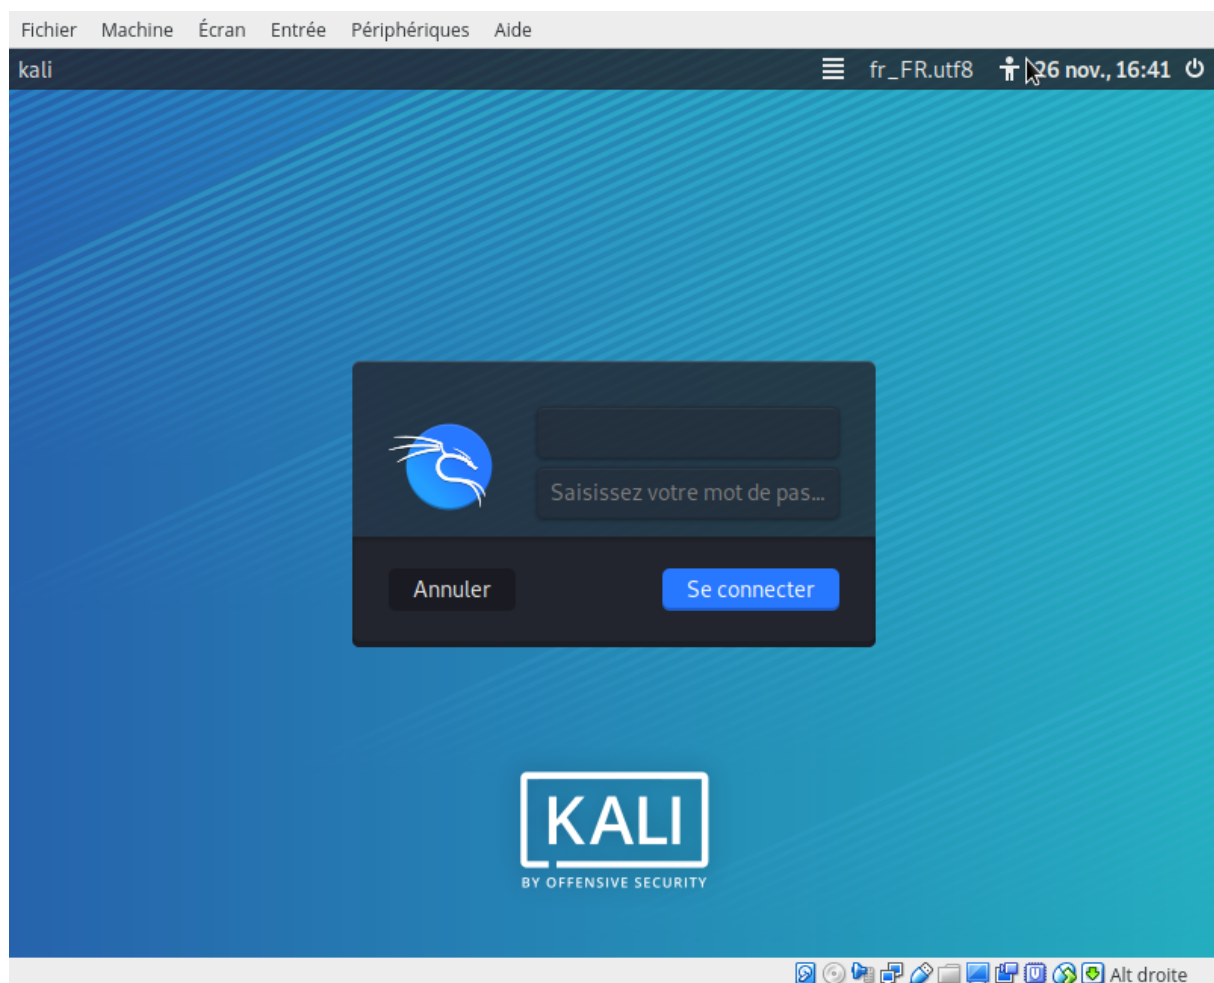 Fichier Machine Écran Entrée Périphériques Aide
kali fr_FR.utf8 26 nov., 16:41
Saisissez votre mot de pas...
Annuler Se connecter
KALI
BY OFFENSIVE SECURITY
Alt droite